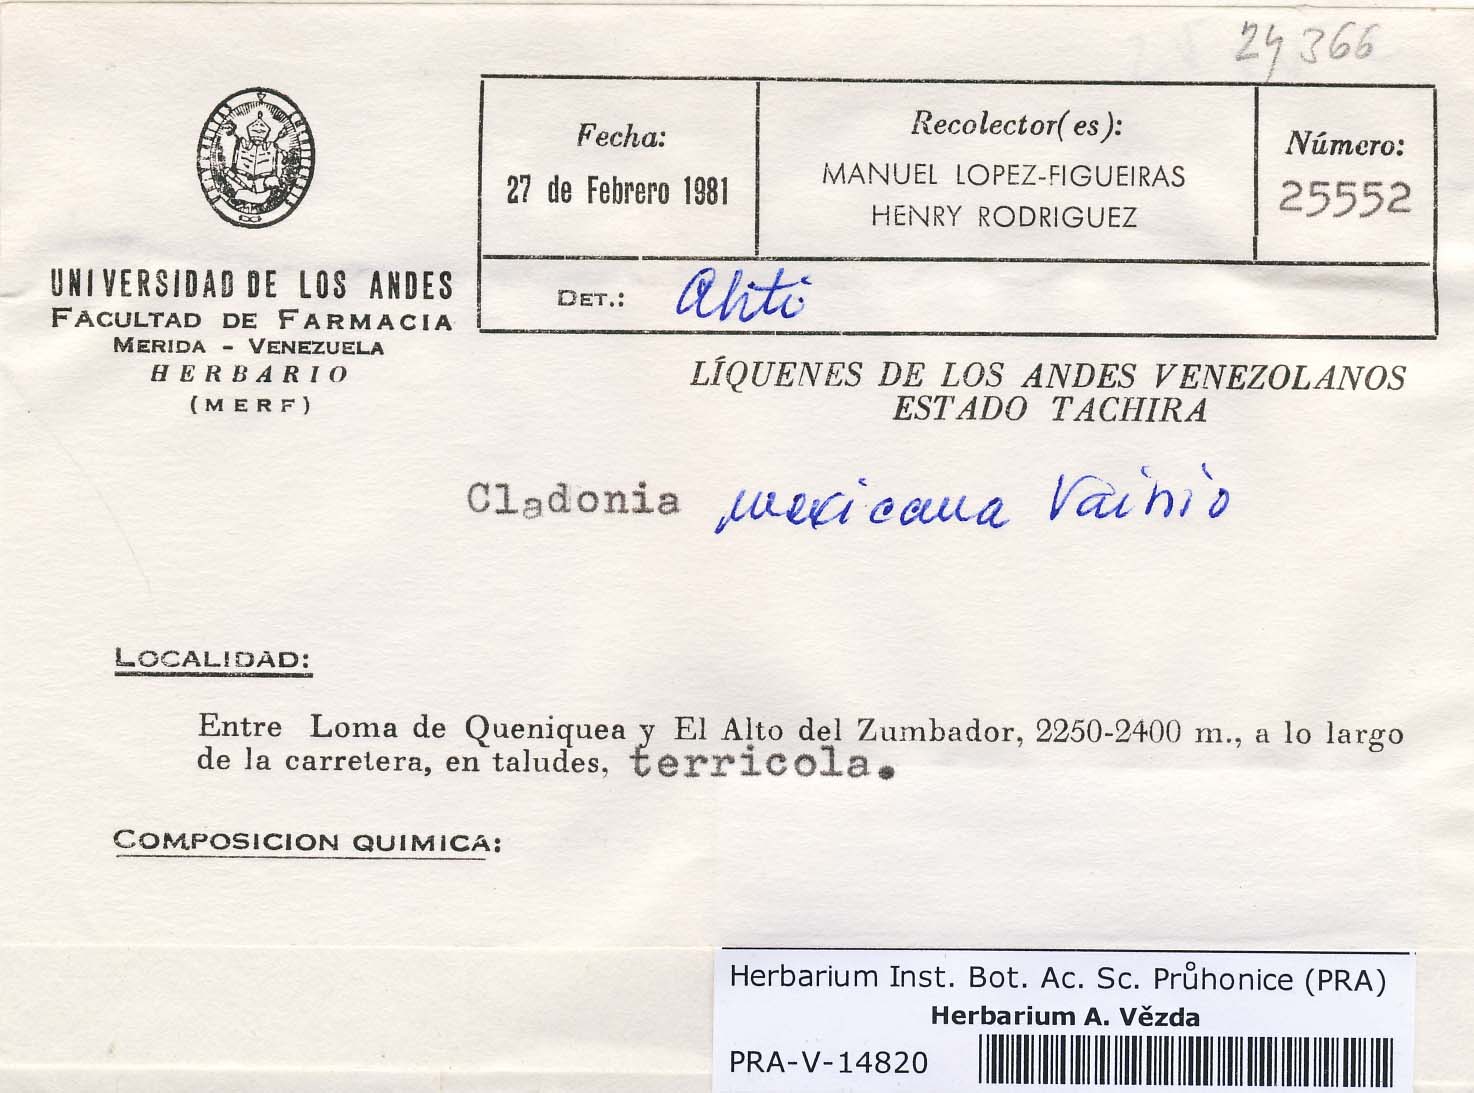 24366
Fecha:
27 de Febrero 1981
Recolector(es):
MANUEL LOPEZ-FIGUEIRAS
HENRY RODRIGUEZ
Número:
25552
DET.: Ahti
UNIVERSIDAD DE LOS ANDES
FACULTAD DE FARMACIA
MERIDA - VENEZUELA
HERBARIO
(MERF)
LÍQUENES DE LOS ANDES VENEZOLANOS
ESTADO TACHIRA
Cladonia mexicana Vainio
LOCALIDAD:
Entre Loma de Queniquea y El Alto del Zumbador, 2250-2400 m., a lo largo
de la carretera, en taludes, terricola.
COMPOSICION QUIMICA:
Herbarium Inst. Bot. Ac. Sc. Průhonice (PRA)
Herbarium A. Vězda
PRA-V-14820